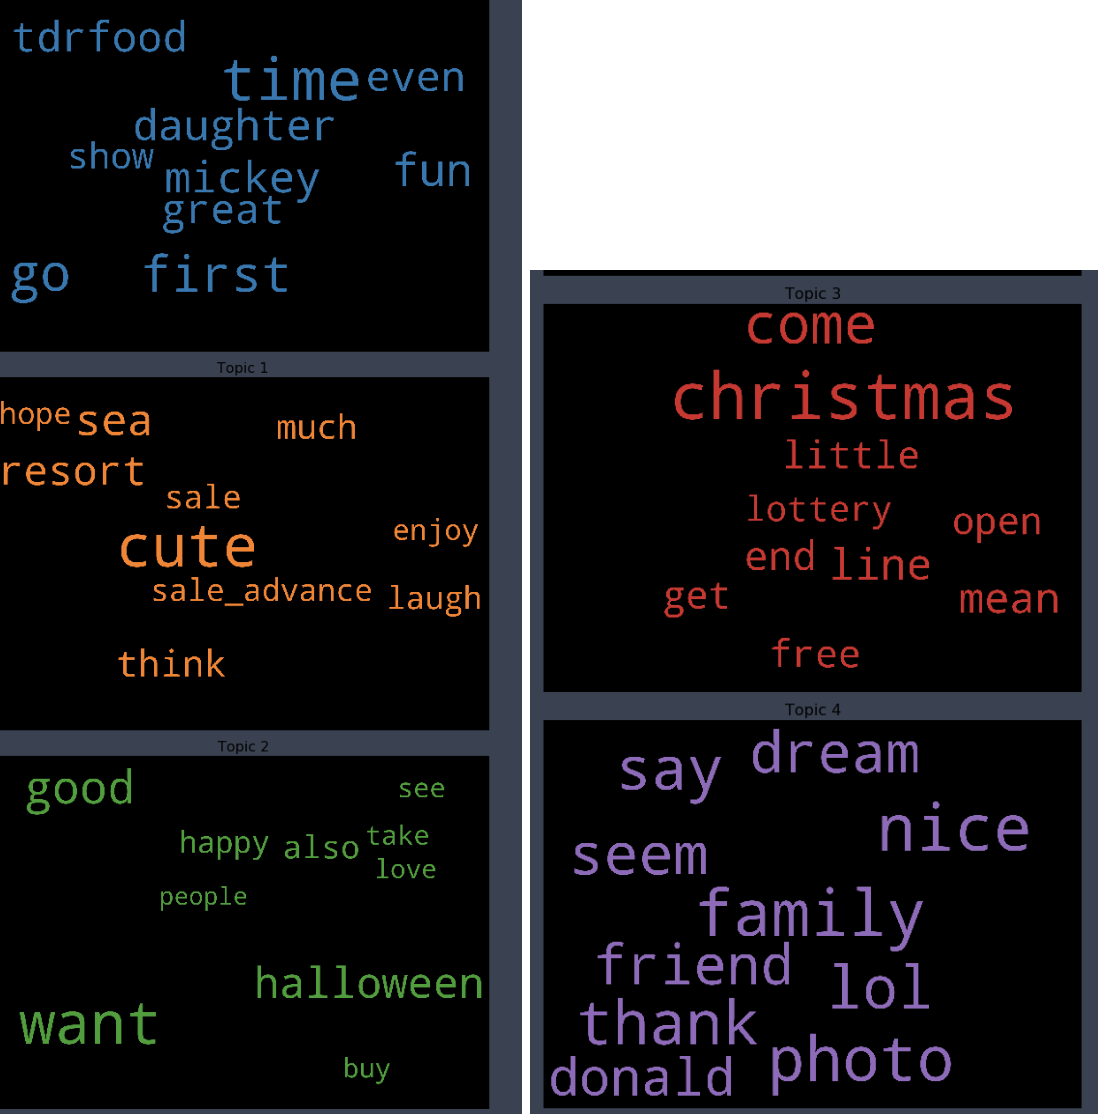 tdrfood
time even
daughter
show
mickey
fun
great
go first
Topic 1
hope sea
much
resort
sale
enjoy
cute
sale_advance laugh
think
Topic 2
good
see
happy also take
love
people
halloween
want
buy
Topic 3
come
christmas
little
lottery
open
end line
get
mean
free
Topic 4
say dream
nice
seem
family
friend
lol
thank
donald photo